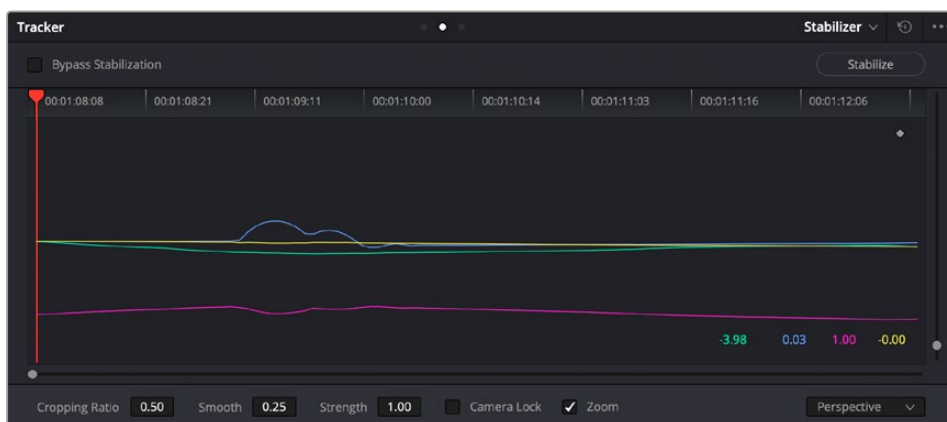 Tracker
Stabilizer
Bypass Stabilization
Stabilize
00:01:08:08 00:01:08:21 00:01:09:11 00:01:10:00 00:01:10:14 00:01:11:03 00:01:11:16 00:01:12:06
-3.98 0.03 1.00 -0.00
Cropping Ratio 0.50 Smooth 0.25 Strength 1.00 Camera Lock Zoom Perspective